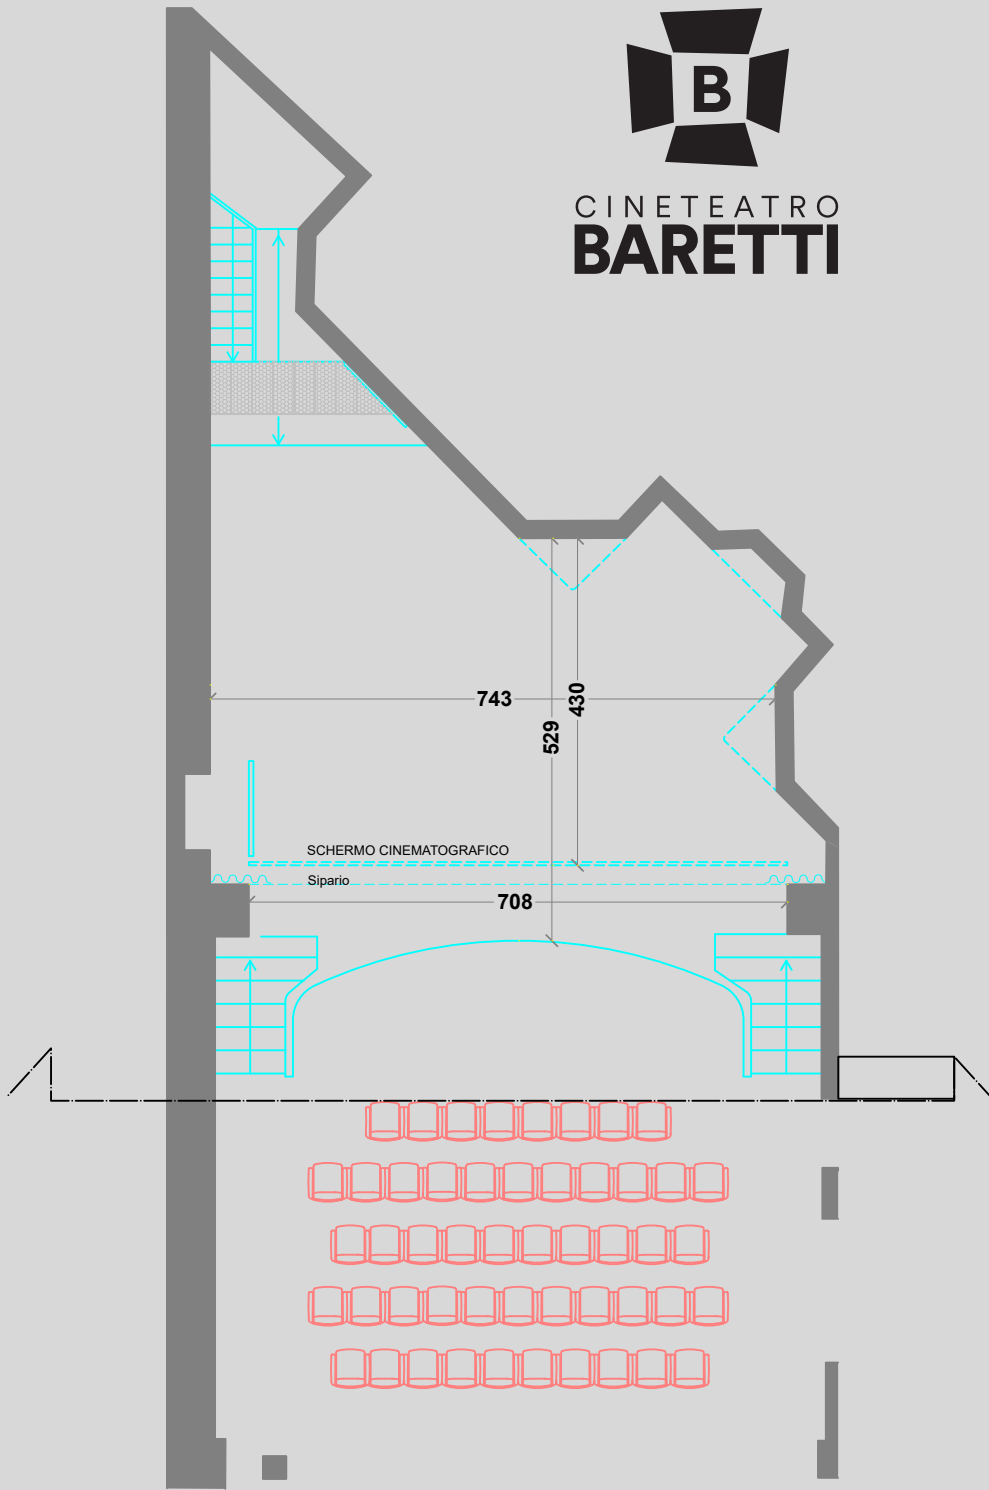 B
CINETEATRO
BARETTI
743
430
529
SCHERMO CINEMATOGRAFICO
Sipario
708